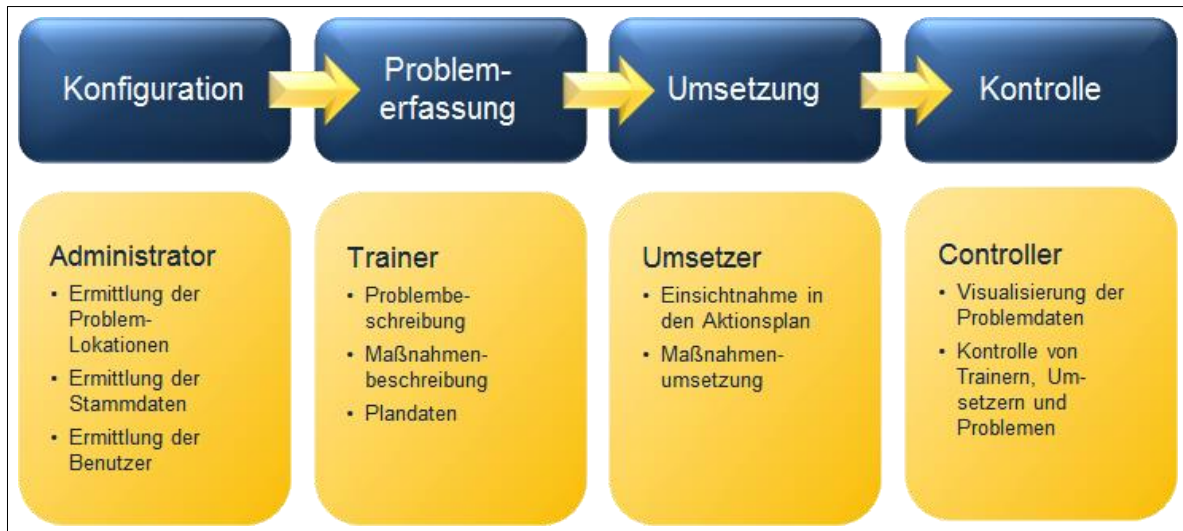 Konfiguration
Problem-
erfassung
Umsetzung
Kontrolle
Administrator
• Ermittlung der
Problem-
Lokationen
• Ermittlung der
Stammdaten
• Ermittlung der
Benutzer
Trainer
• Problembe-
schreibung
• Maßnahmen-
beschreibung
• Plandaten
Umsetzer
• Einsichtnahme in
den Aktionsplan
• Maßnahmen-
umsetzung
Controller
• Visualisierung der
Problemdaten
• Kontrolle von
Trainern, Um-
setzern und
Problemen